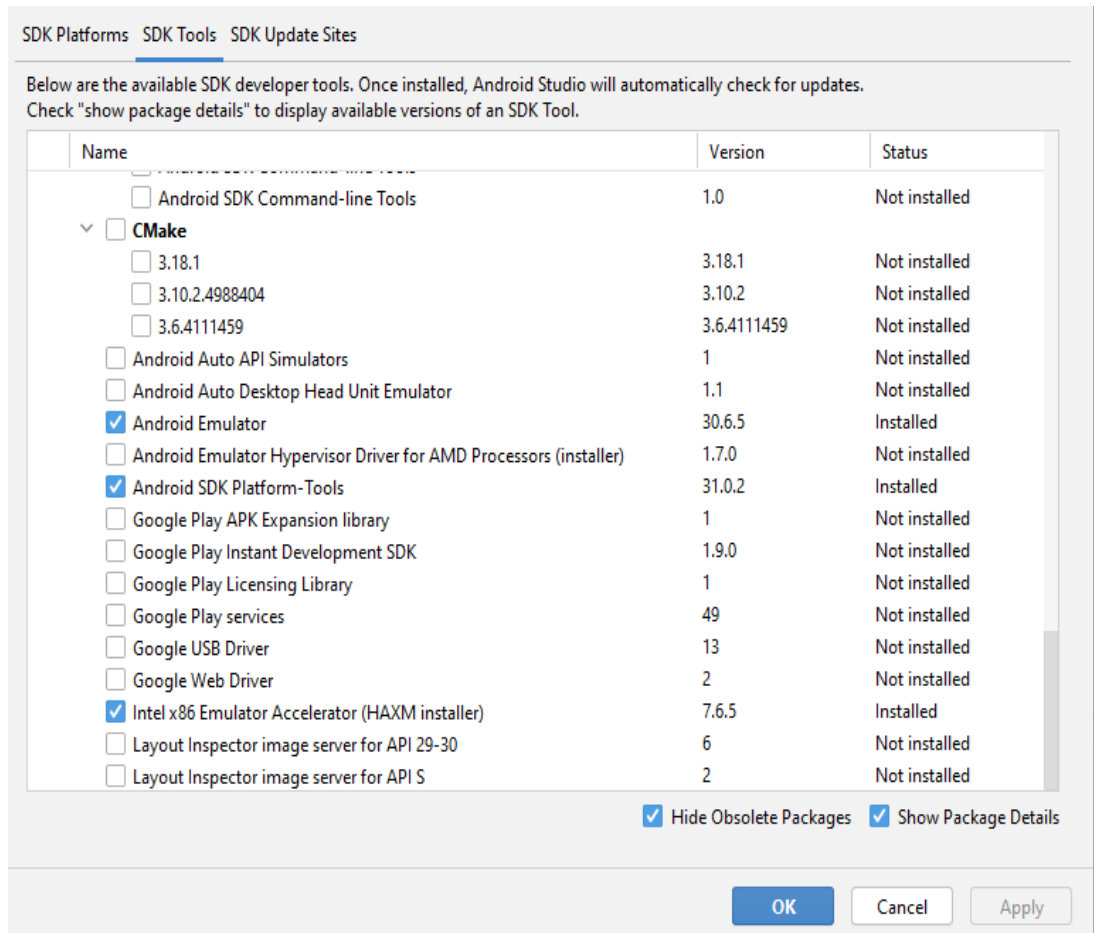 SDK Platforms SDK Tools SDK Update Sites
Below are the available SDK developer tools. Once installed, Android Studio will automatically check for updates.
Check "show package details" to display available versions of an SDK Tool.
Name Version Status
Android SDK Command-line Tools 1.0 Not installed
CMake
3.18.1 3.18.1 Not installed
3.10.2.4988404 3.10.2 Not installed
3.6.4111459 3.6.4111459 Not installed
Android Auto API Simulators 1 Not installed
Android Auto Desktop Head Unit Emulator 1.1 Not installed
Android Emulator 30.6.5 Installed
Android Emulator Hypervisor Driver for AMD Processors (installer) 1.7.0 Not installed
Android SDK Platform-Tools 31.0.2 Installed
Google Play APK Expansion library 1 Not installed
Google Play Instant Development SDK 1.9.0 Not installed
Google Play Licensing Library 1 Not installed
Google Play services 49 Not installed
Google USB Driver 13 Not installed
Google Web Driver 2 Not installed
Intel x86 Emulator Accelerator (HAXM installer) 7.6.5 Installed
Layout Inspector image server for API 29-30 6 Not installed
Layout Inspector image server for API S 2 Not installed
Hide Obsolete Packages Show Package Details
OK Cancel Apply